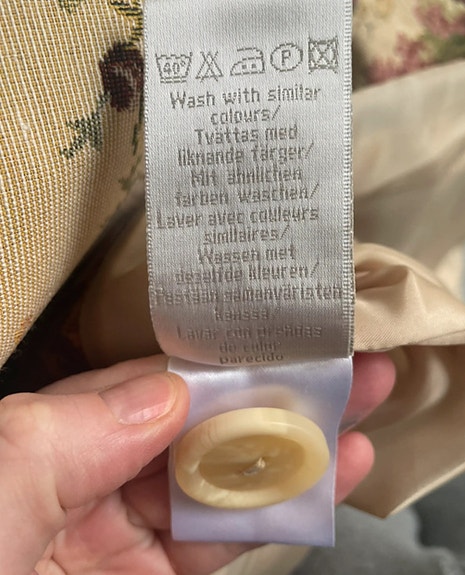 40°
P
Wash with similar
colours/
Tvättas med
liknande färger/
Mit ähnlichen
farben waschen/
Laver avec couleurs
similaires/
Wassen met
dezelfde kleuren/
Pestään samanväristen
kanssa/
Lavar con prendas
de color
parecido